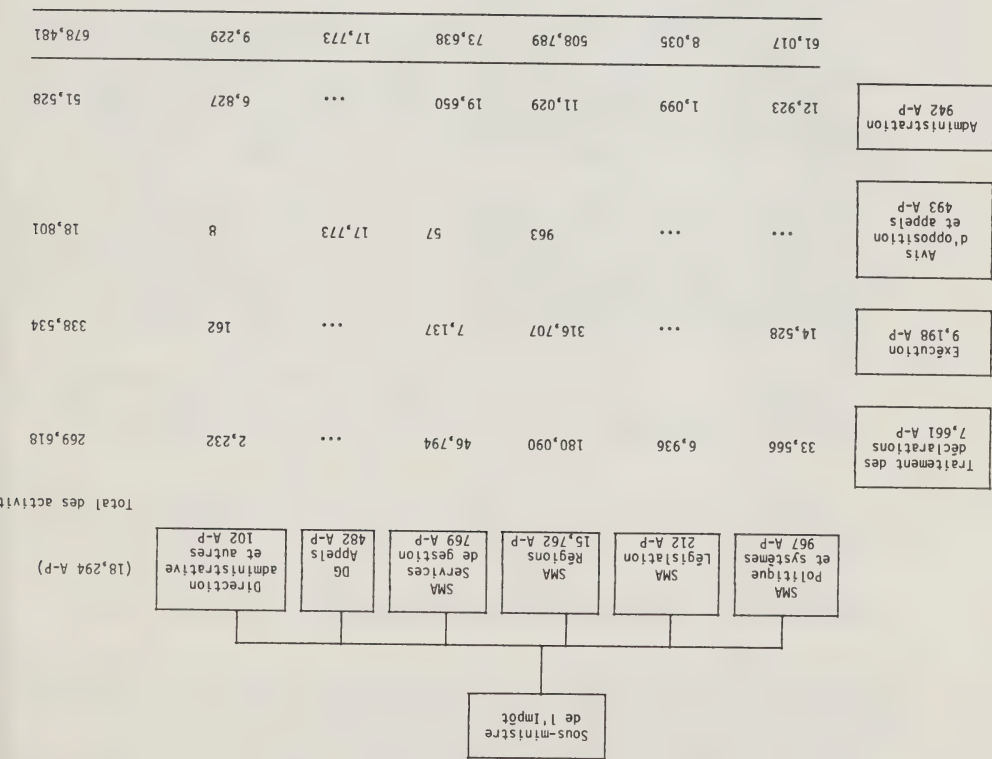 Sous-ministre
de l'Impôt
SMA
Politique
et systèmes
967 A-P
SMA
Législation
212 A-P
SMA
Régions
15,762 A-P
SMA
Services
de gestion
769 A-P
DG
Appels
482 A-P
Direction
administrative
et autres
102 A-P
(18,294 A-P)
Total des activit
Traitement des
déclarations
7,661 A-P
33,566 6,936 180,090 46,794 ... 2,232 269,618
Exécution
9,198 A-P
14,528 ... 316,707 7,137 ... 162 338,534
Avis
d'opposition
et appels
493 A-P
... ... 963 57 17,773 8 18,801
Administration
942 A-P
12,923 1,099 11,029 19,650 ... 6,827 51,528
61,017 8,035 508,789 73,638 17,773 9,229 678,481